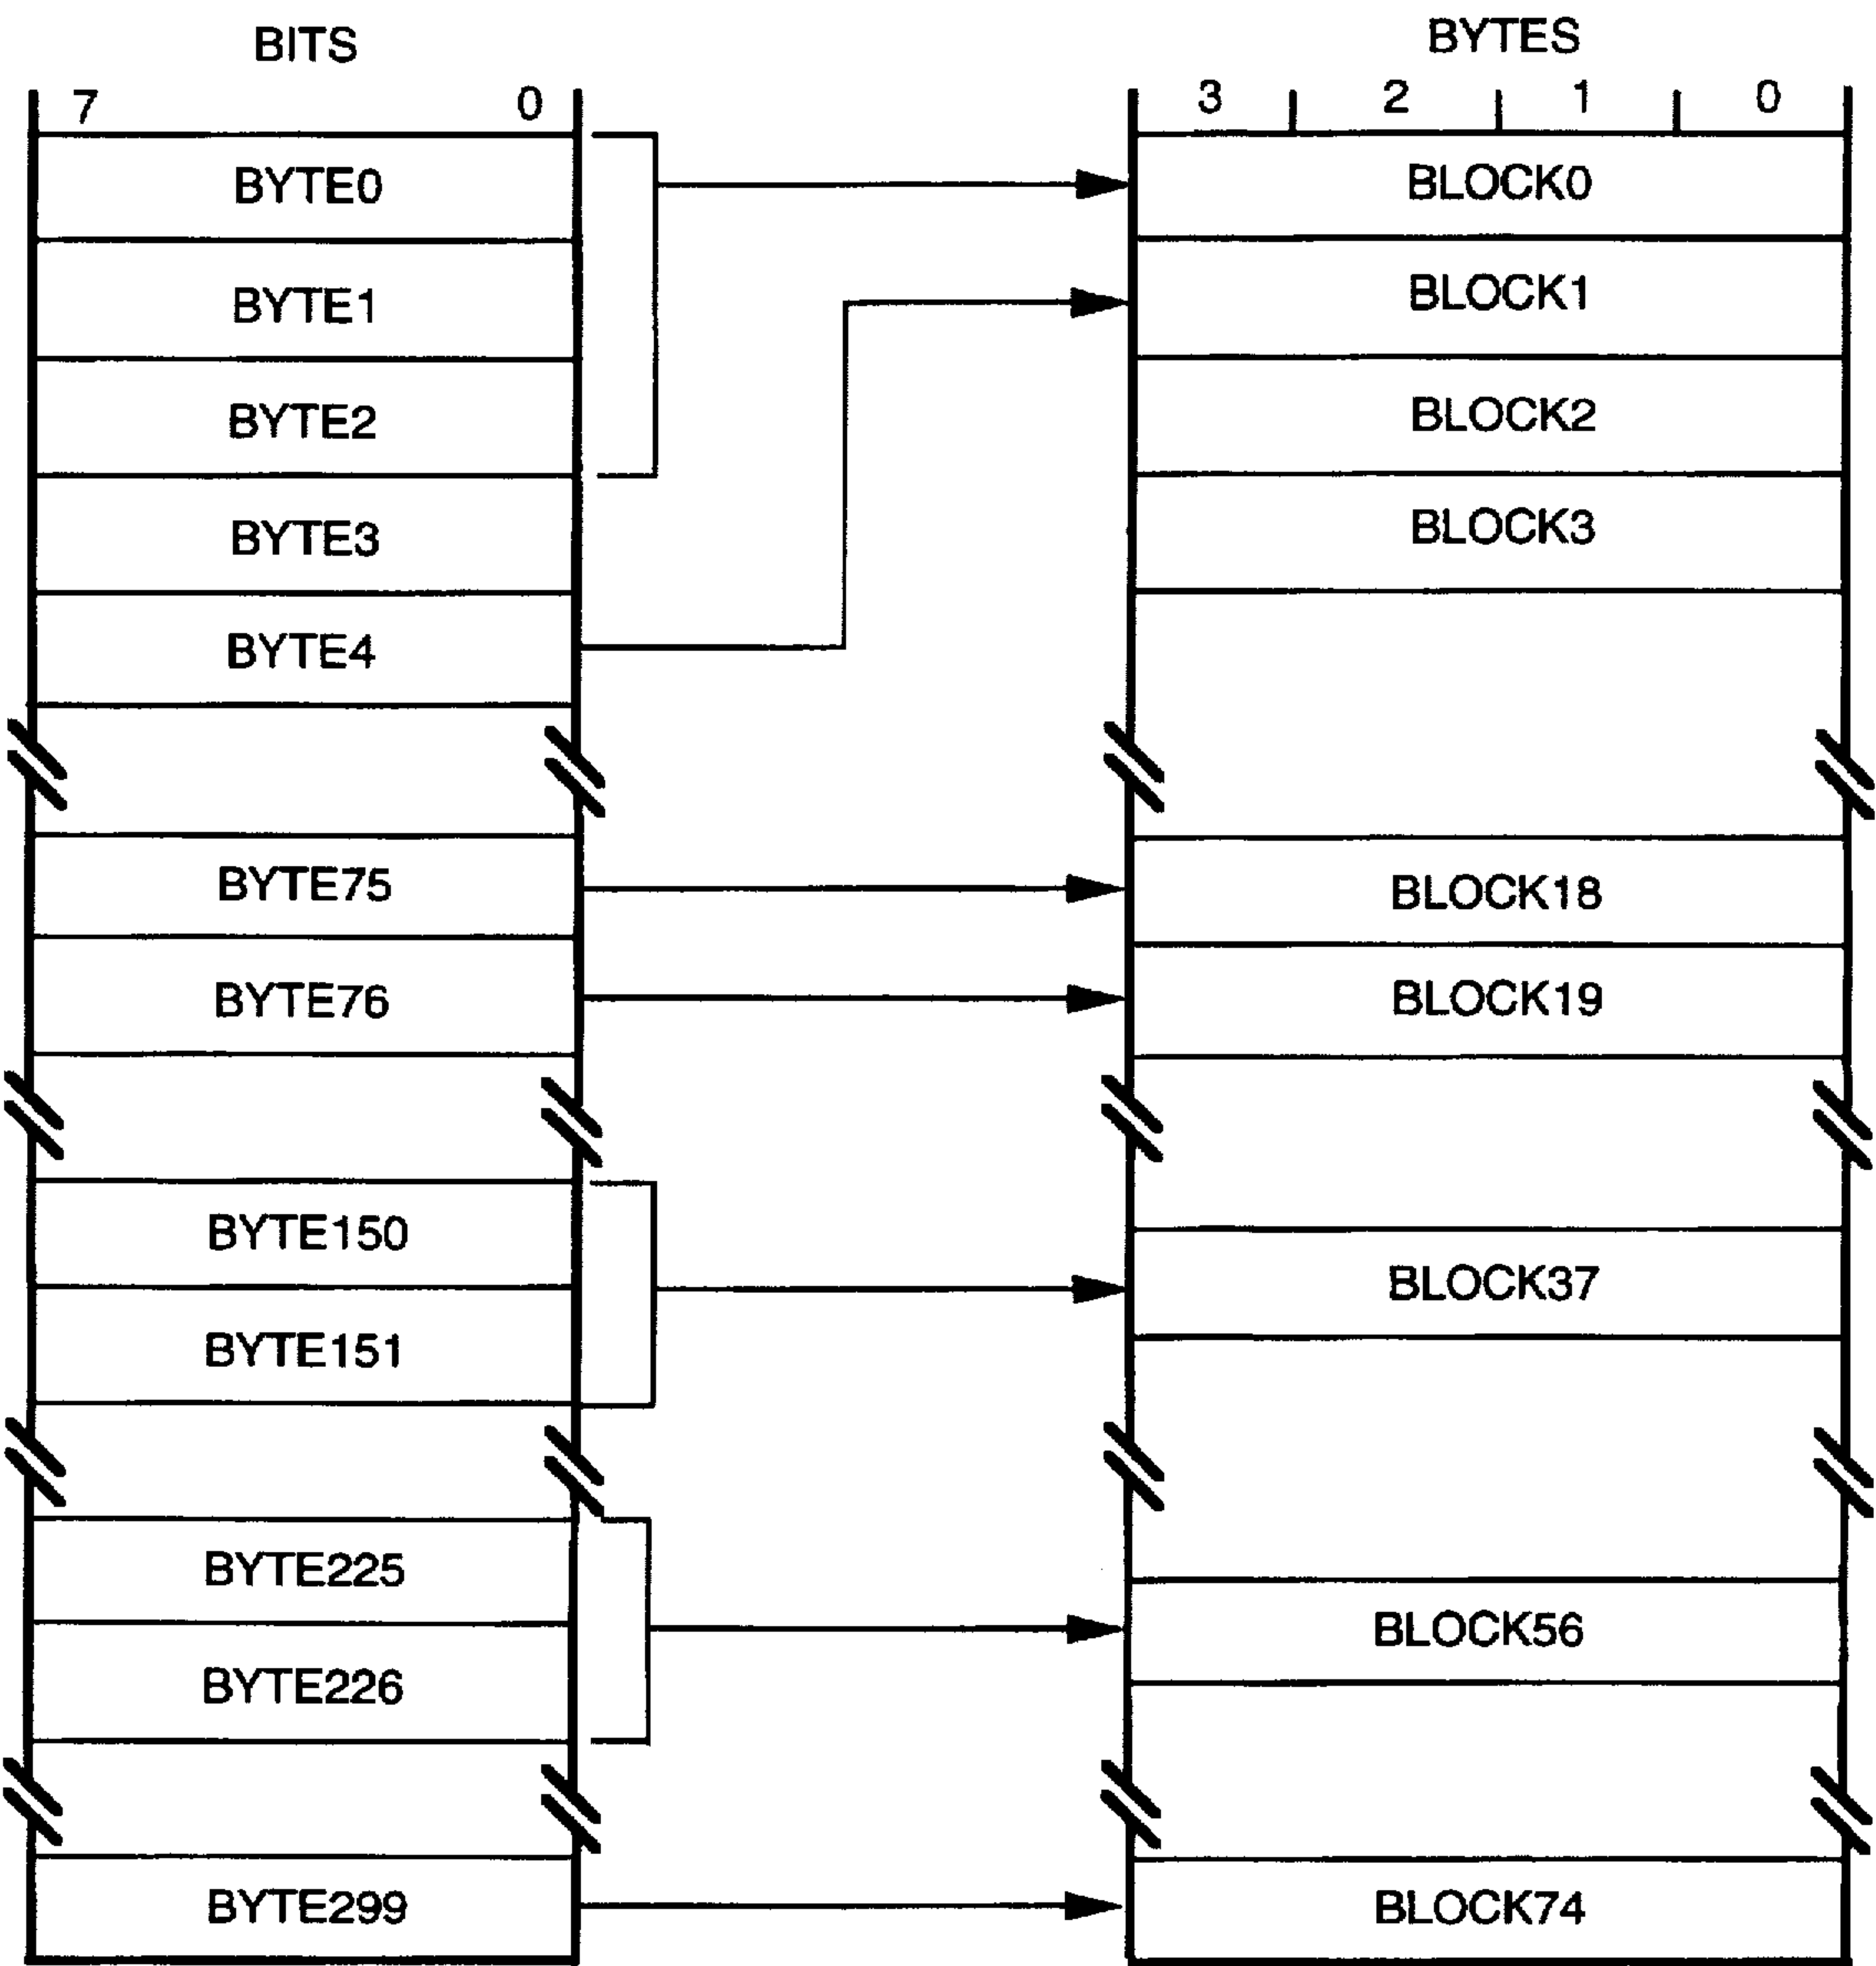 BITS
7 0
BYTE0
BYTE1
BYTE2
BYTE3
BYTE4
BYTE75
BYTE76
BYTE150
BYTE151
BYTE225
BYTE226
BYTE299
BYTES
3 2 1 0
BLOCK0
BLOCK1
BLOCK2
BLOCK3
BLOCK18
BLOCK19
BLOCK37
BLOCK56
BLOCK74